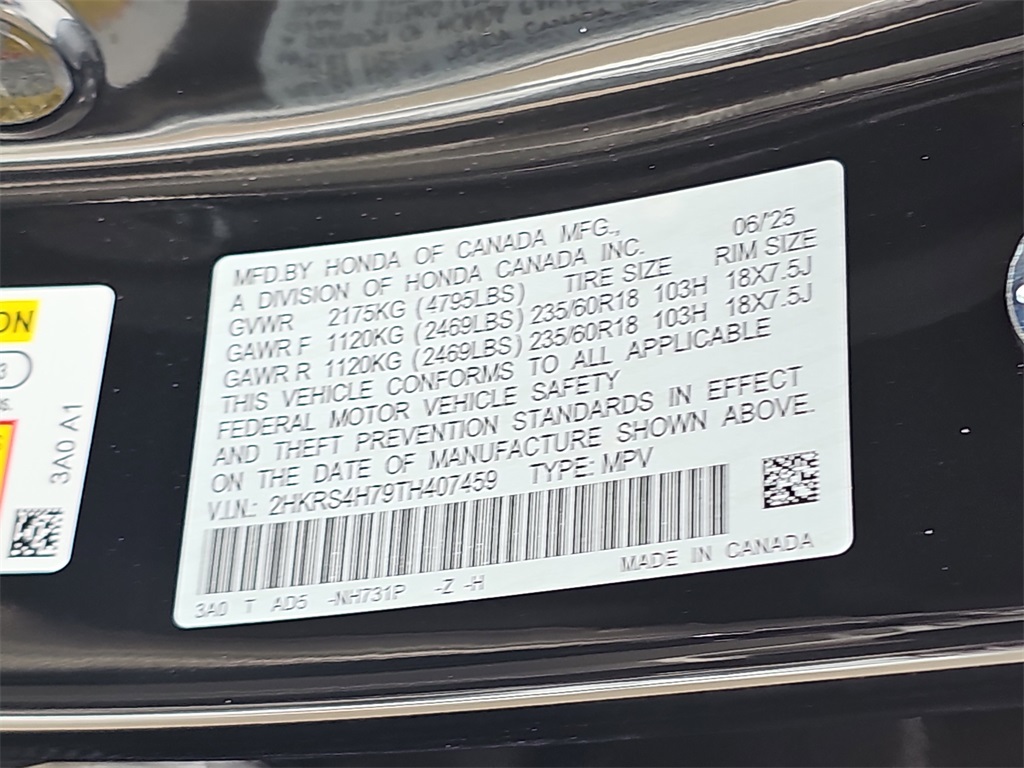 MFD.BY HONDA OF CANADA MFG., 06/'25
A DIVISION OF HONDA CANADA INC.
TIRE SIZE RIM SIZE
GVWR 2175KG (4795LBS)
GAWR F 1120KG (2469LBS) 235/60R18 103H 18X7.5J
GAWR R 1120KG (2469LBS) 235/60R18 103H 18X7.5J
THIS VEHICLE CONFORMS TO ALL APPLICABLE
FEDERAL MOTOR VEHICLE SAFETY
AND THEFT PREVENTION STANDARDS IN EFFECT
ON THE DATE OF MANUFACTURE SHOWN ABOVE.
V.I.N.: 2HKRS4H79TH407459 TYPE: MPV
MADE IN CANADA
3A0 T AD5 -NH731P -Z -H
3A0 A1